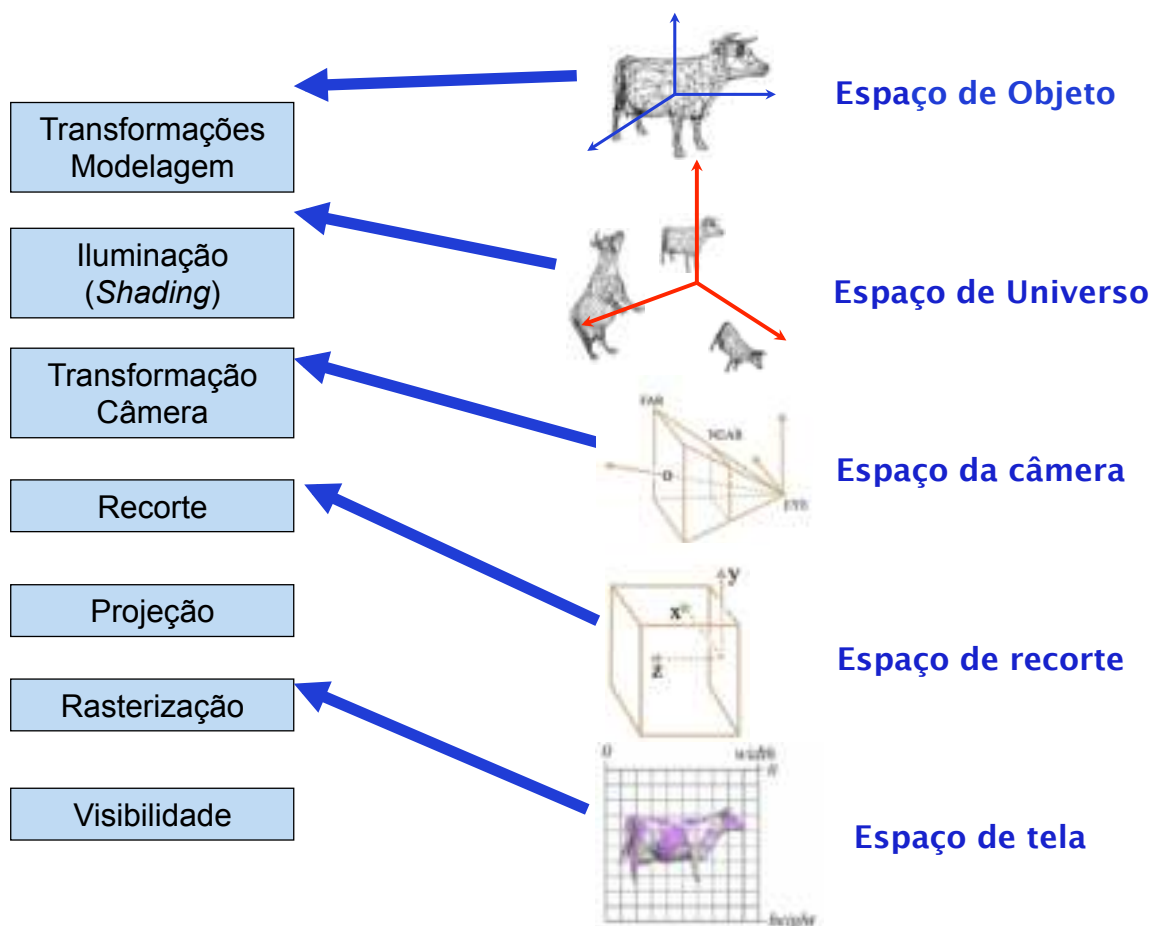 Transformações
Modelagem
Iluminação
(Shading)
Transformação
Câmera
Recorte
Projeção
Rasterização
Visibilidade
Espaço de Objeto
Espaço de Universo
FAR
NEAR
EYE
Espaço da câmera
y
x
z
Espaço de recorte
0
width
height
Espaço de tela